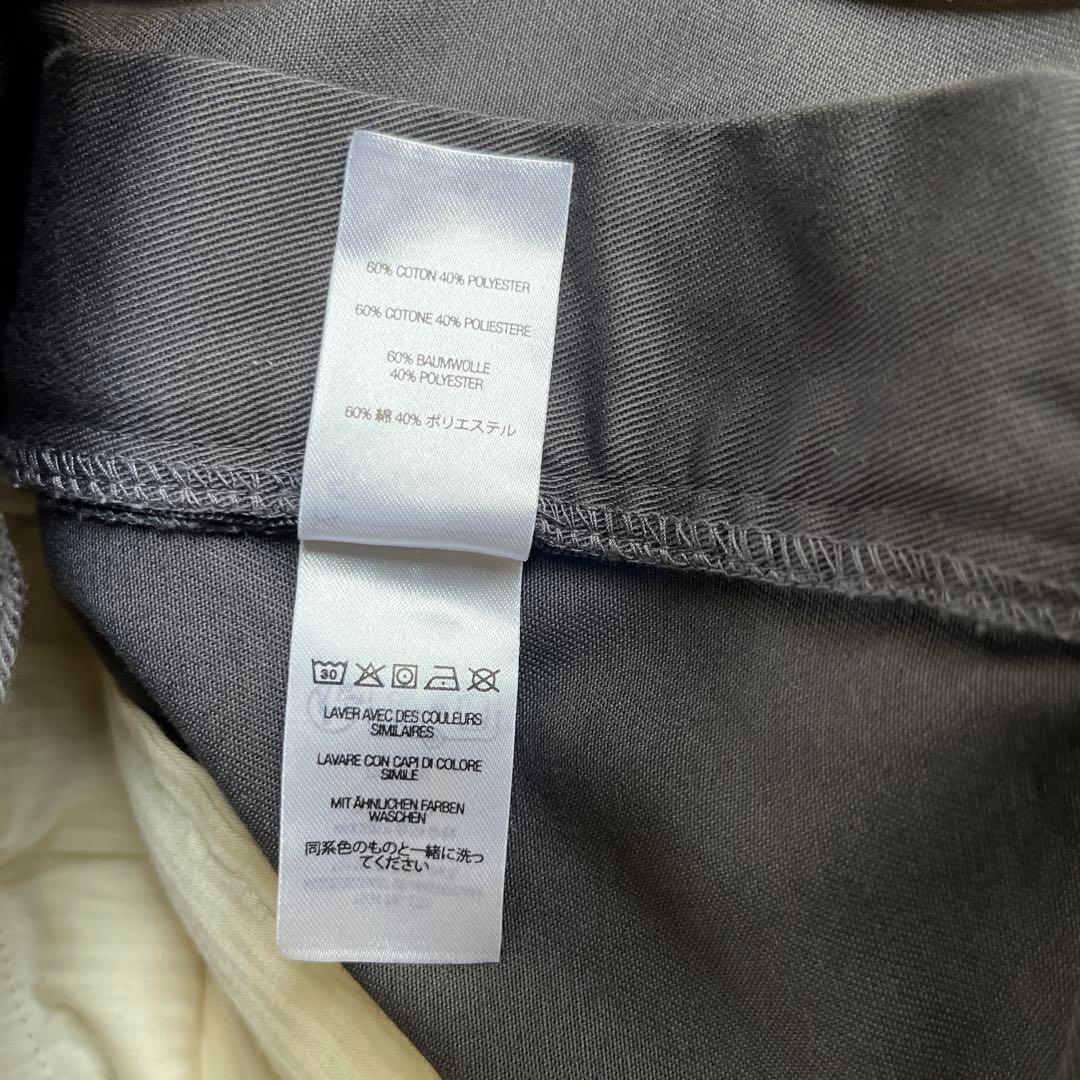 60% COTON 40% POLYESTER
60% COTONE 40% POLIESTERE
60% BAUMWOLLE
40% POLYESTER
60% 綿 40% ポリエステル
30
LAVER AVEC DES COULEURS
SIMILAIRES
LAVARE CON CAPI DI COLORE
SIMILE
MIT ÄHNLICHEN FARBEN
WASCHEN
同系色のものと一緒に洗っ
てください